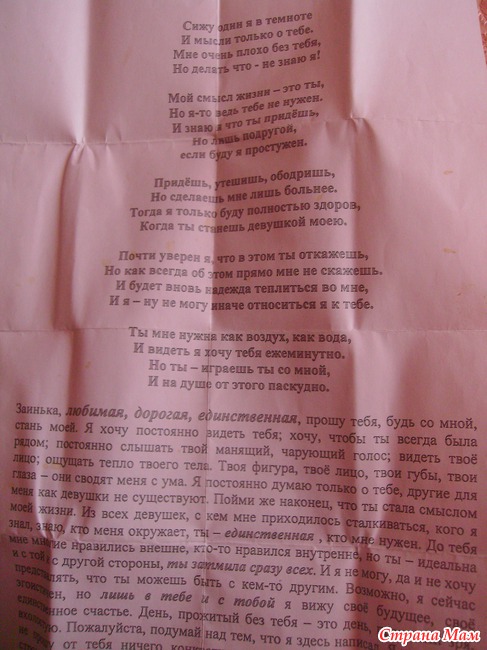 Сижу один я в темноте
И мысли только о тебе.
Мне очень плохо без тебя,
Но делать что - не знаю я!
Мой смысл жизни – это ты,
Но я-то ведь тебе не нужен.
И знаю я что ты придёшь,
Но лишь подругой,
если буду я простужен.
Придёшь, утешишь, ободришь,
Но сделаешь мне лишь больнее.
Тогда я только буду полностью здоров,
Когда ты станешь девушкой моею.
Почти уверен я, что в этом ты откажешь,
Но как всегда об этом прямо мне не скажешь.
И будет вновь надежда теплиться во мне,
И я – ну не могу иначе относиться я к тебе.
Ты мне нужна как воздух, как вода,
И видеть я хочу тебя ежеминутно.
Но ты – играешь ты со мной,
И на душе от этого паскудно.
Заинька, любимая, дорогая, единственная, прошу тебя, будь со мной,
стань моей. Я хочу постоянно видеть тебя; хочу, чтобы ты всегда была
рядом; постоянно слышать твой манящий, чарующий голос; видеть твоё
лицо; ощущать тепло твоего тела. Твоя фигура, твоё лицо, твои губы, твои
глаза – они сводят меня с ума. Я постоянно думаю только о тебе, другие для
меня как девушки не существуют. Пойми же наконец, что ты стала смыслом
моей жизни. Из всех девушек, с кем мне приходилось сталкиваться, кого я
знал, знаю, кто меня окружает, ты – единственная , кто мне нужен. До тебя
мне многие нравились внешне, кто-то нравился внутренне, но ты – идеальна
и с той и с другой стороны, ты затмила сразу всех. И я не могу, да и не хочу
представлять, что ты можешь быть с кем-то другим. Возможно, я сейчас
эгоистичен, но лишь в тебе и с тобой я вижу своё будущее, своё
счастье. День, прожитый без тебя – это день,
Пожалуйста, подумай над тем, что я здесь написал. Я
от тебя ничего
Страна Мам